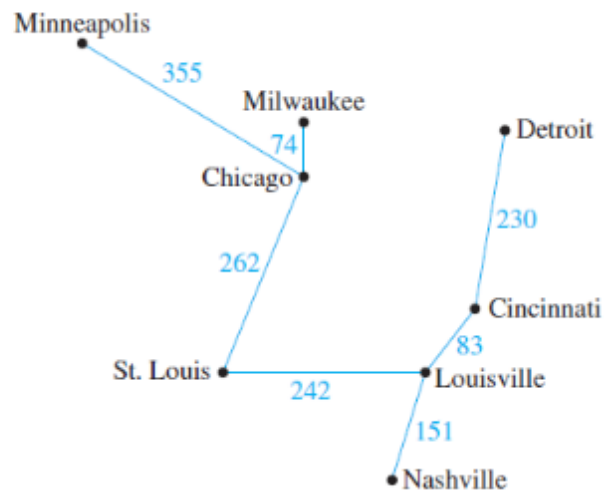 Minneapolis
355
Milwaukee
Detroit
74
Chicago
230
262
Cincinnati
83
St. Louis
Louisville
242
151
Nashville